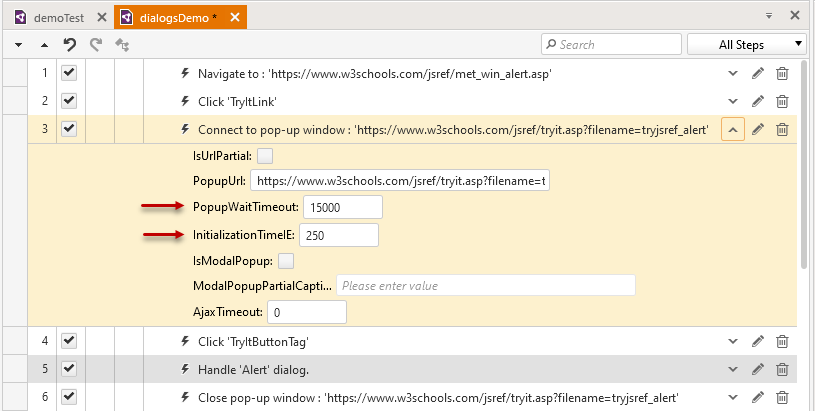 demoTest
dialogsDemo *
Search
All Steps
1 Navigate to : 'https://www.w3schools.com/jsref/met_win_alert.asp'
2 Click 'TryItLink'
3 Connect to pop-up window : 'https://www.w3schools.com/jsref/tryit.asp?filename=tryjsref_alert'
IsUrlPartial:
PopupUrl: https://www.w3schools.com/jsref/tryit.asp?filename=t
PopupWaitTimeout: 15000
InitializationTimeIE: 250
IsModalPopup:
ModalPopupPartialCapti... Please enter value
AjaxTimeout: 0
4 Click 'TryItButtonTag'
5 Handle 'Alert' dialog.
6 Close pop-up window : 'https://www.w3schools.com/jsref/tryit.asp?filename=tryjsref_alert'